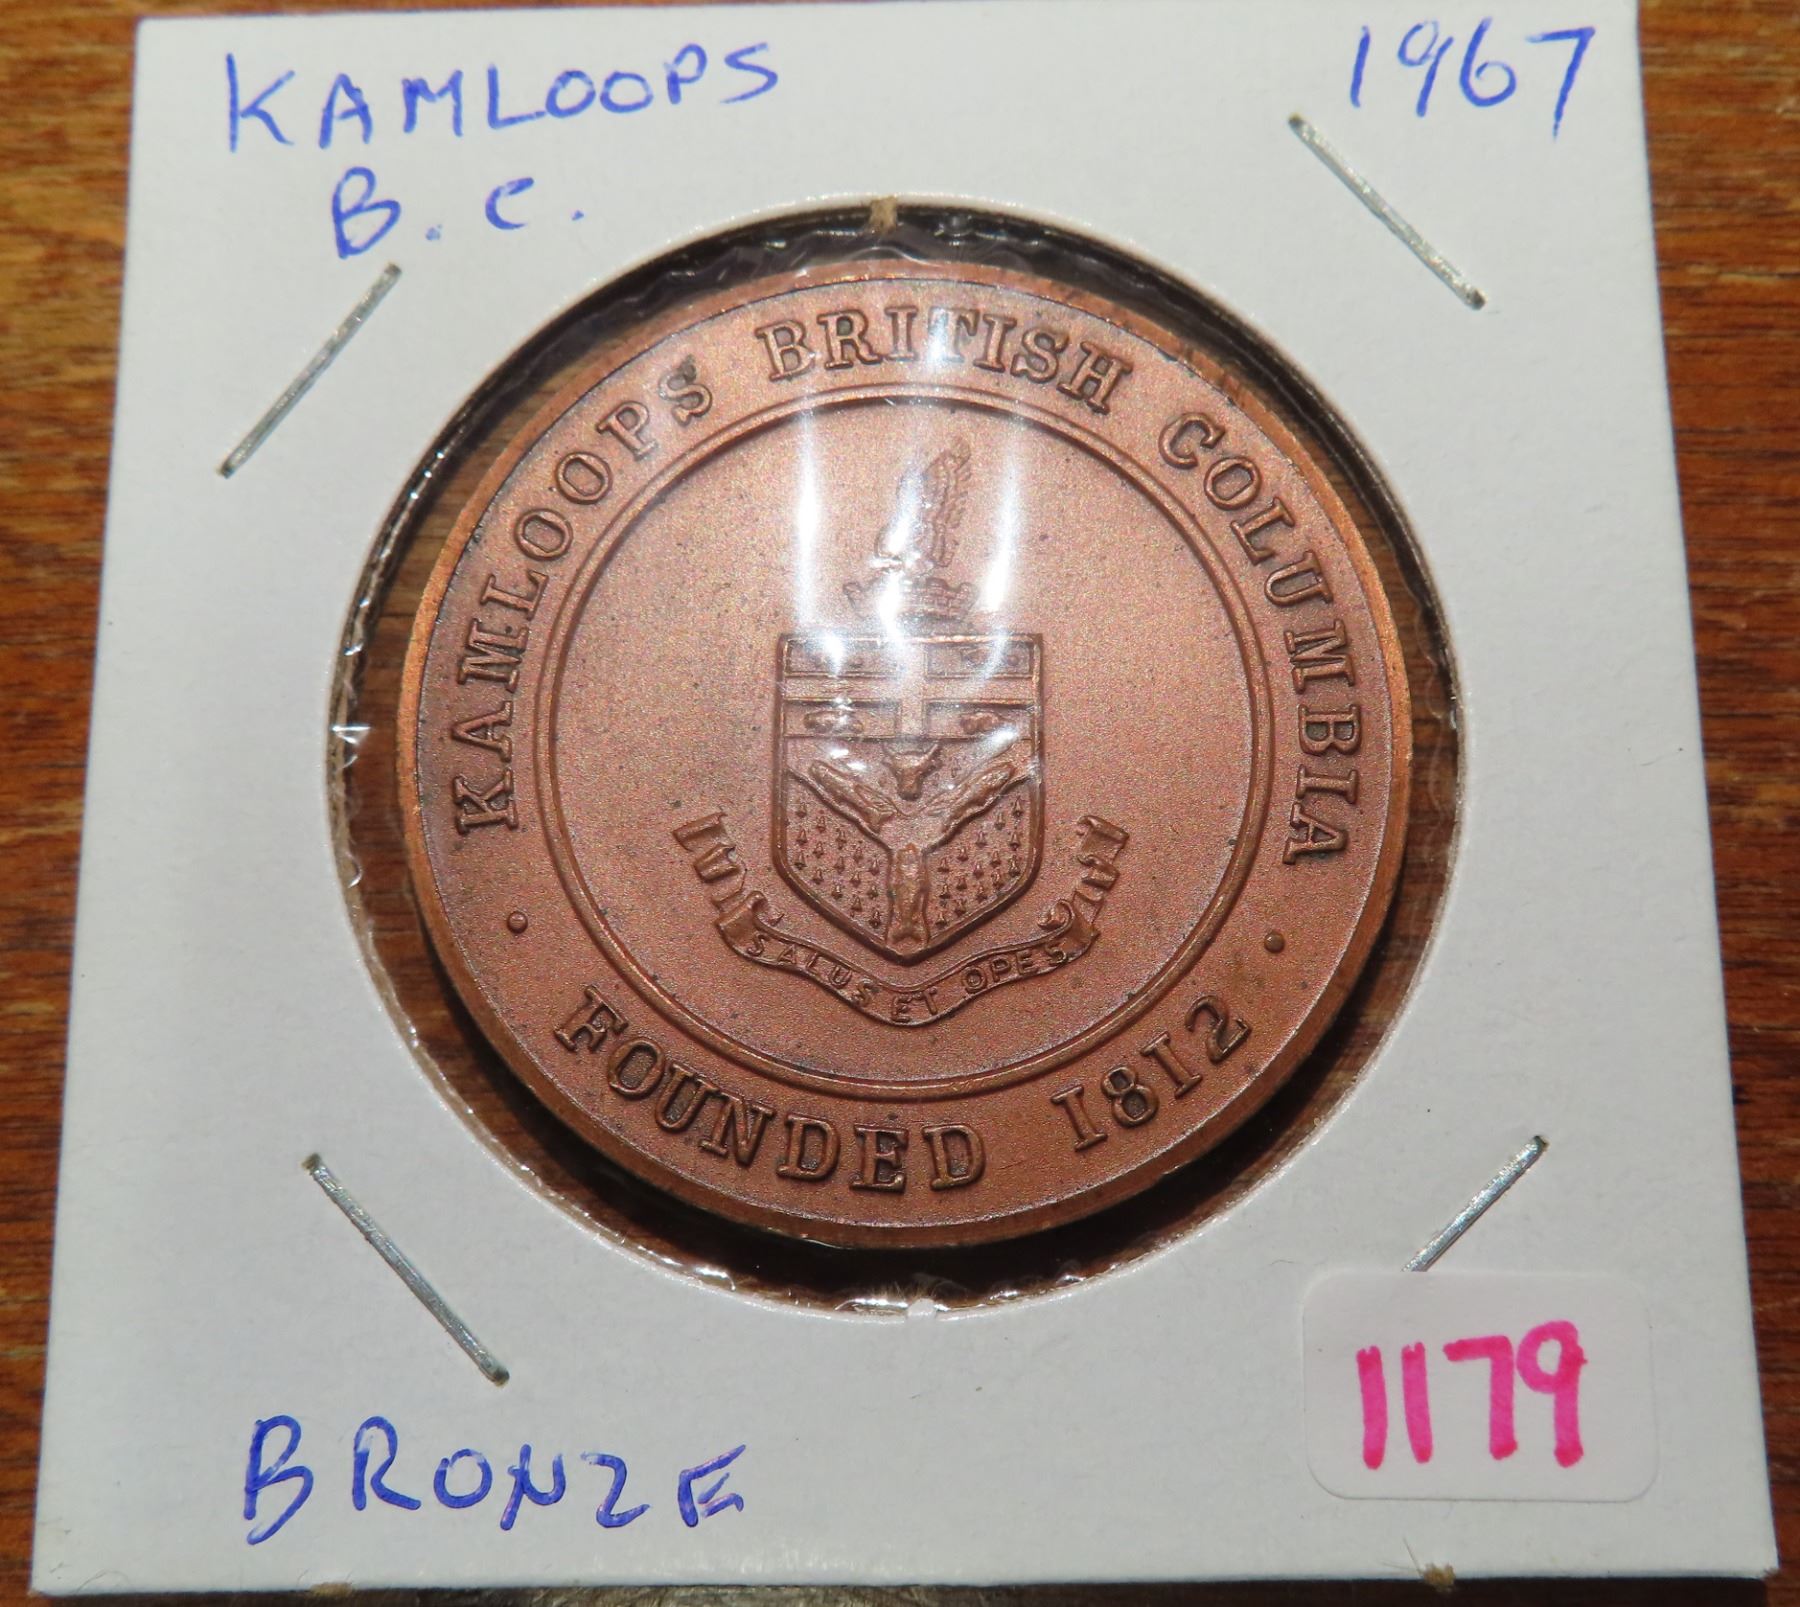 KAMLOOPS
B.C.
1967
KAMLOOPS BRITISH COLUMBIA
SALUS ET OPES
· FOUNDED 1812 ·
BRONZE
1179